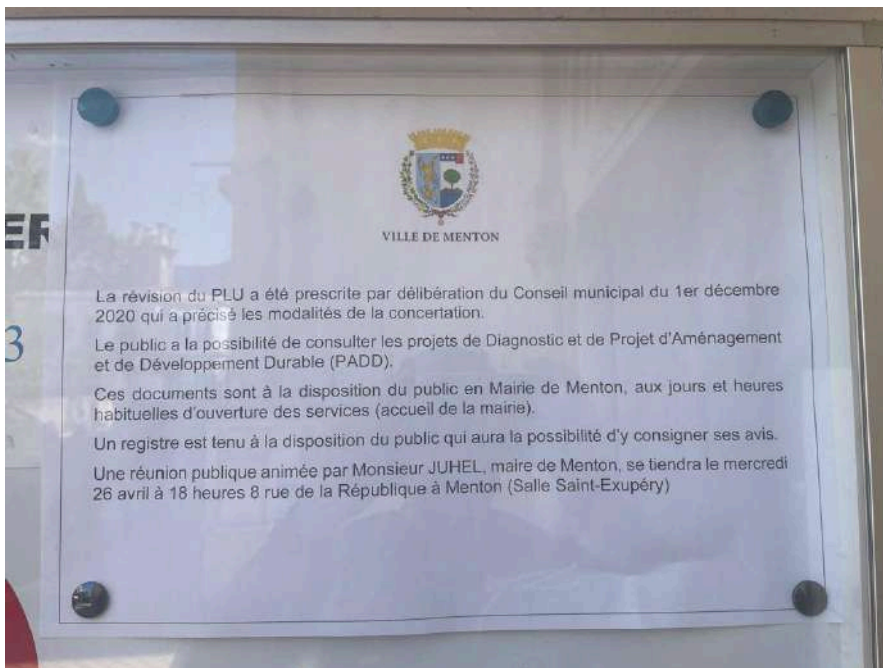 VILLE DE MENTON
La révision du PLU a été prescrite par délibération du Conseil municipal du 1er décembre
2020 qui a précisé les modalités de la concertation.
Le public a la possibilité de consulter les projets de Diagnostic et de Projet d'Aménagement
et de Développement Durable (PADD).
Ces documents sont à la disposition du public en Mairie de Menton, aux jours et heures
habituelles d'ouverture des services (accueil de la mairie).
Un registre est tenu à la disposition du public qui aura la possibilité d'y consigner ses avis.
Une réunion publique animée par Monsieur JUHEL, maire de Menton, se tiendra le mercredi
26 avril à 18 heures 8 rue de la République à Menton (Salle Saint-Exupéry)
ER
3